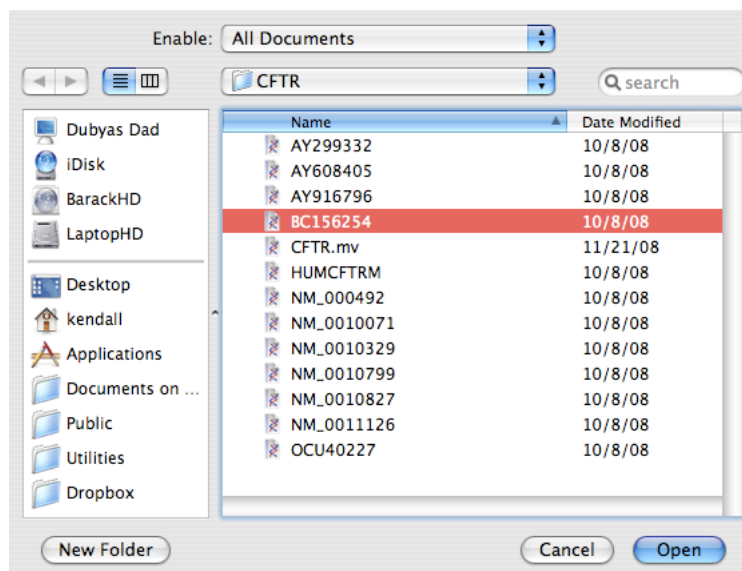 Enable: All Documents
CFTR search
Name Date Modified
Dubyas Dad
iDisk
BarackHD
LaptopHD
Desktop
kendall
Applications
Documents on ...
Public
Utilities
Dropbox
AY299332 10/8/08
AY608405 10/8/08
AY916796 10/8/08
BC156254 10/8/08
CFTR.mv 11/21/08
HUMCFTRM 10/8/08
NM_000492 10/8/08
NM_0010071 10/8/08
NM_0010329 10/8/08
NM_0010799 10/8/08
NM_0010827 10/8/08
NM_0011126 10/8/08
OCU40227 10/8/08
New Folder Cancel Open